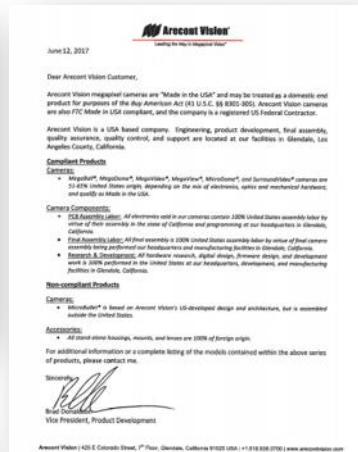 Arecont Vision®
Leading the Way in Megapixel Video™
June 12, 2017
Dear Arecont Vision Customer,
Arecont Vision megapixel cameras are "Made in the USA" and may be treated as a domestic end
product for purposes of the Buy American Act (41 U.S.C. §§ 8301-305). Arecont Vision cameras
are also FTC Made in USA compliant, and the company is a registered US Federal Contractor.
Arecont Vision is a USA based company. Engineering, product development, final assembly,
quality assurance, quality control, and support are located at our facilities in Glendale, Los
Angeles County, California.
Compliant Products
Cameras:
• MegaBall®, MegaDome®, MegaVideo®, MegaView®, MicroDome®, and SurroundVideo® cameras are
United States origin, depending on the mix of electronics, optics and mechanical hardware,
and qualify as Made in the USA.
Camera Components:
• PCB Assembly Labor: All electronics used in our cameras contain 100% United States assembly labor by
virtue of their assembly in the state of California and programming at our headquarters in Glendale,
California.
• Final Assembly Labor: All final assembly is 100% United States assembly labor by virtue of final camera
assembly being performed our headquarters and manufacturing facilities in Glendale, California.
• Research & Development: All hardware research, digital design, firmware design, and development
work is 100% performed in the United States at our headquarters, development, and manufacturing
facilities in Glendale, California.
Non-compliant Products
Cameras:
• MicroBullet® is based on Arecont Vision's US-developed design and architecture, but is assembled
outside the United States.
Accessories:
• All stand-alone housings, mounts, and lenses are 100% of foreign origin.
For additional information or a complete listing of the models contained within the above series
of products, please contact me.
Sincerely,
Brad Donaldson
Vice President, Product Development
Arecont Vision | 425 E Colorado Street, 7th Floor, Glendale, California 91205 USA | +1.818.937.0700 | www.arecontvision.com